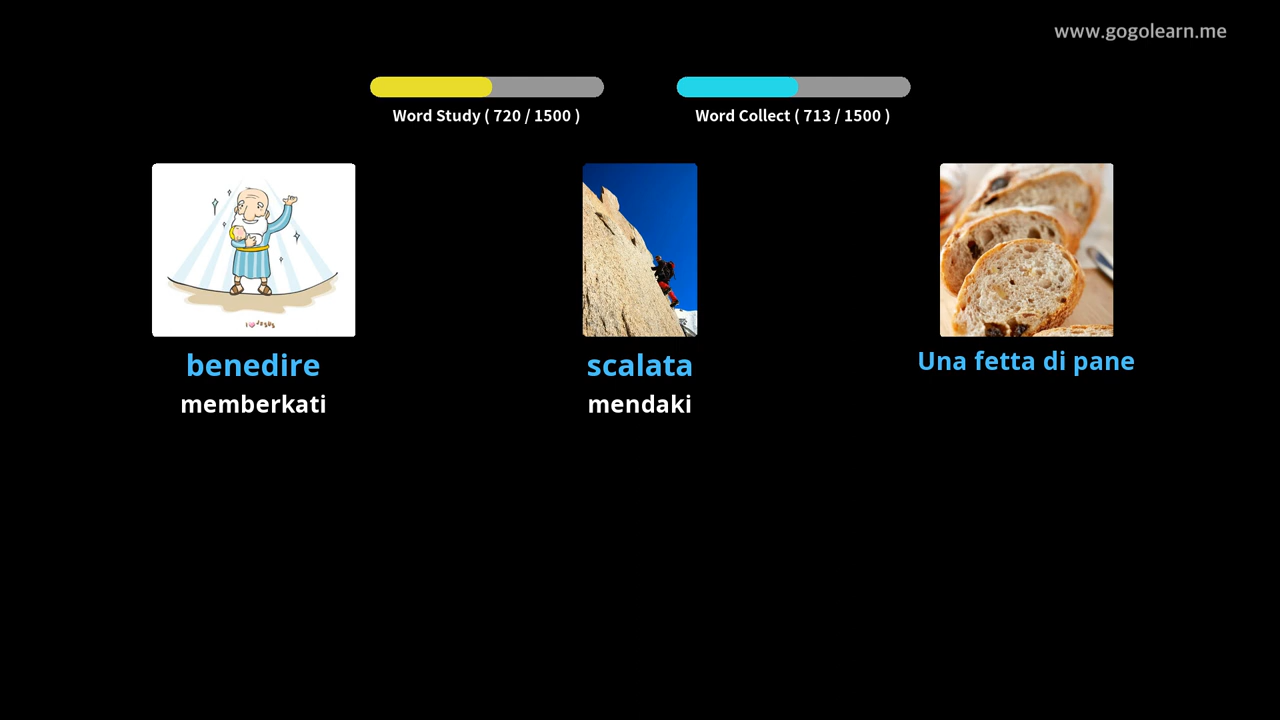 www.gogolearn.me
Word Study ( 720 / 1500 )
Word Collect ( 713 / 1500 )
I ❤ JESUS
benedire
scalata
Una fetta di pane
memberkati
mendaki